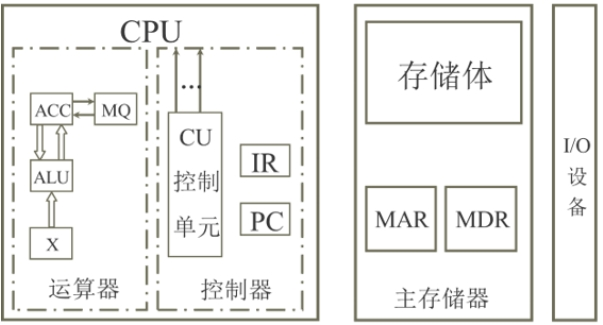 CPU
ACC
MQ
ALU
X
运算器
...
CU
控制
单元
IR
PC
控制器
存储体
MAR
MDR
主存储器
I/O
设
备